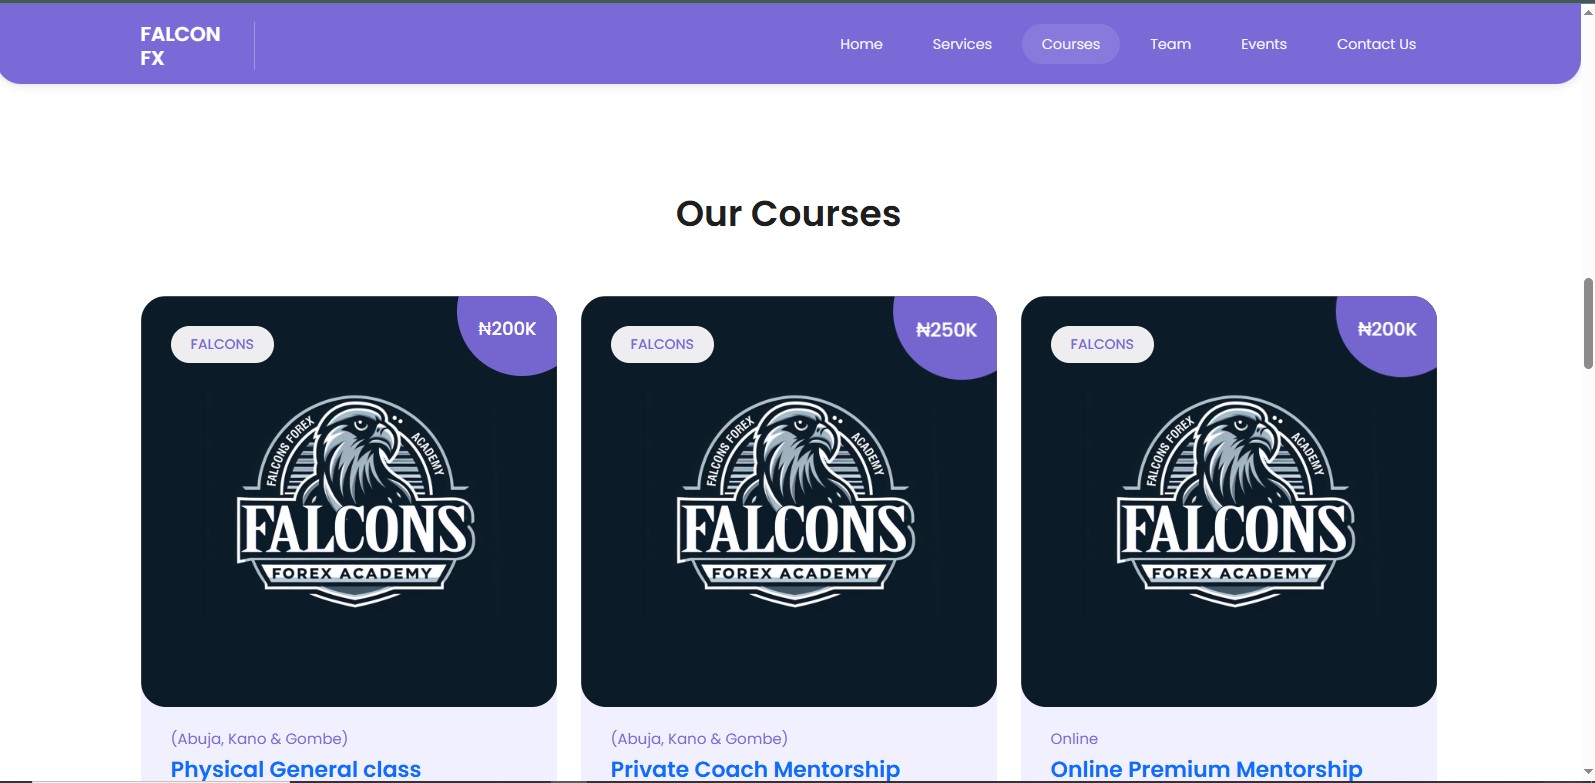 FALCON
FX
Home
Services
Courses
Team
Events
Contact Us
Our Courses
FALCONS
₦200K
FALCONS FOREX ACADEMY
FALCONS
FOREX ACADEMY
(Abuja, Kano & Gombe)
Physical General class
FALCONS
₦250K
FALCONS FOREX ACADEMY
FALCONS
FOREX ACADEMY
(Abuja, Kano & Gombe)
Private Coach Mentorship
FALCONS
₦200K
FALCONS FOREX ACADEMY
FALCONS
FOREX ACADEMY
Online
Online Premium Mentorship